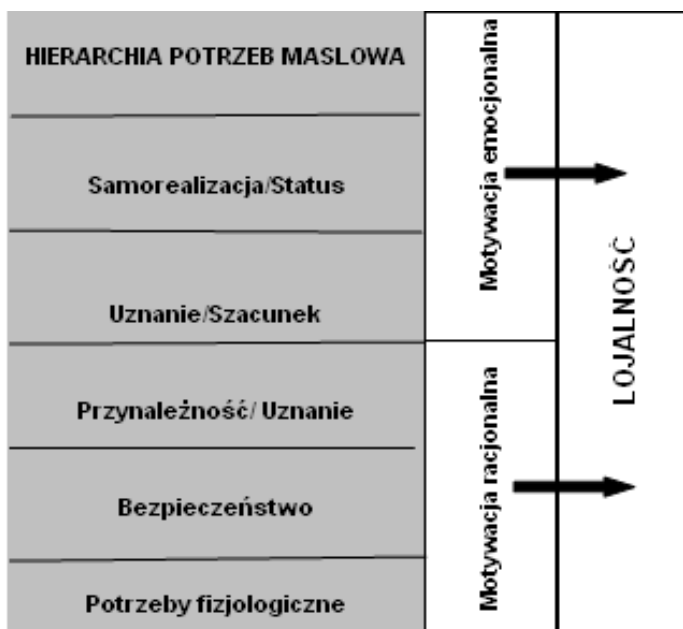 HIERARCHIA POTRZEB MASLOWA
Samorealizacja/Status
Uznanie/Szacunek
Przynależność/ Uznanie
Bezpieczeństwo
Potrzeby fizjologiczne
Motywacja emocjonalna
Motywacja racjonalna
LOJALNOŚĆ